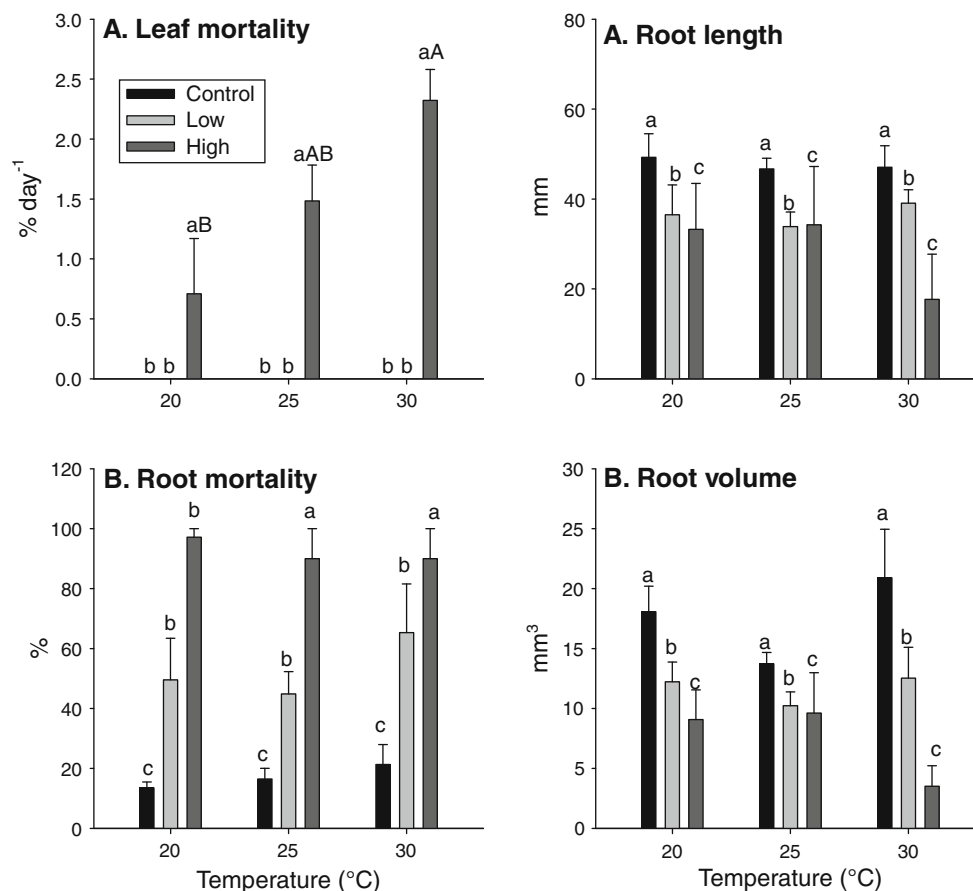 A. Leaf mortality
3.0
2.5
2.0
1.5
1.0
0.5
0.0
% day-1
Control
Low
High
aB
aAB
aA
b b
b b
b b
20 25 30
A. Root length
80
60
40
20
0
mm
a b c
a b c
a b c
20 25 30
B. Root mortality
120
100
80
60
40
20
0
%
c b b
c b a
c b a
20 25 30
Temperature (°C)
B. Root volume
30
25
20
15
10
5
0
mm3
a b c
a b c
a b c
20 25 30
Temperature (°C)